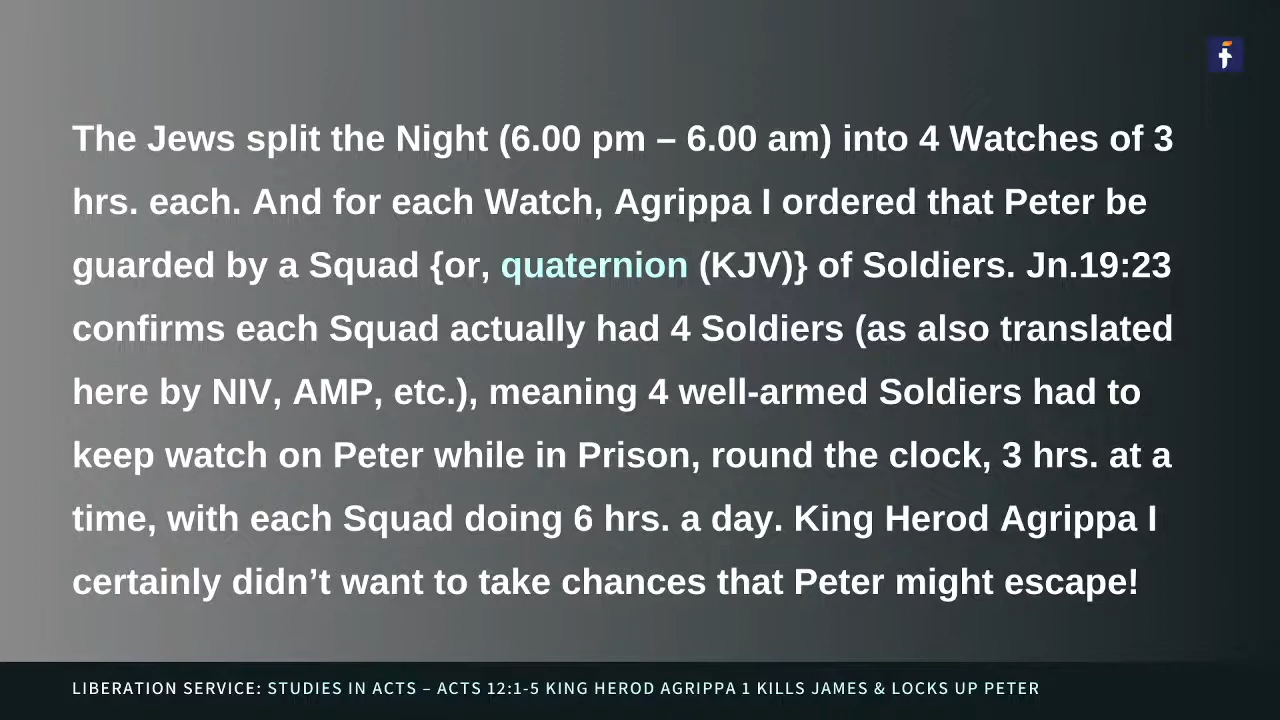 The Jews split the Night (6.00 pm – 6.00 am) into 4 Watches of 3
hrs. each. And for each Watch, Agrippa I ordered that Peter be
guarded by a Squad {or, quaternion (KJV)} of Soldiers. Jn.19:23
confirms each Squad actually had 4 Soldiers (as also translated
here by NIV, AMP, etc.), meaning 4 well-armed Soldiers had to
keep watch on Peter while in Prison, round the clock, 3 hrs. at a
time, with each Squad doing 6 hrs. a day. King Herod Agrippa I
certainly didn’t want to take chances that Peter might escape!
LIBERATION SERVICE: STUDIES IN ACTS – ACTS 12:1-5 KING HEROD AGRIPPA 1 KILLS JAMES & LOCKS UP PETER